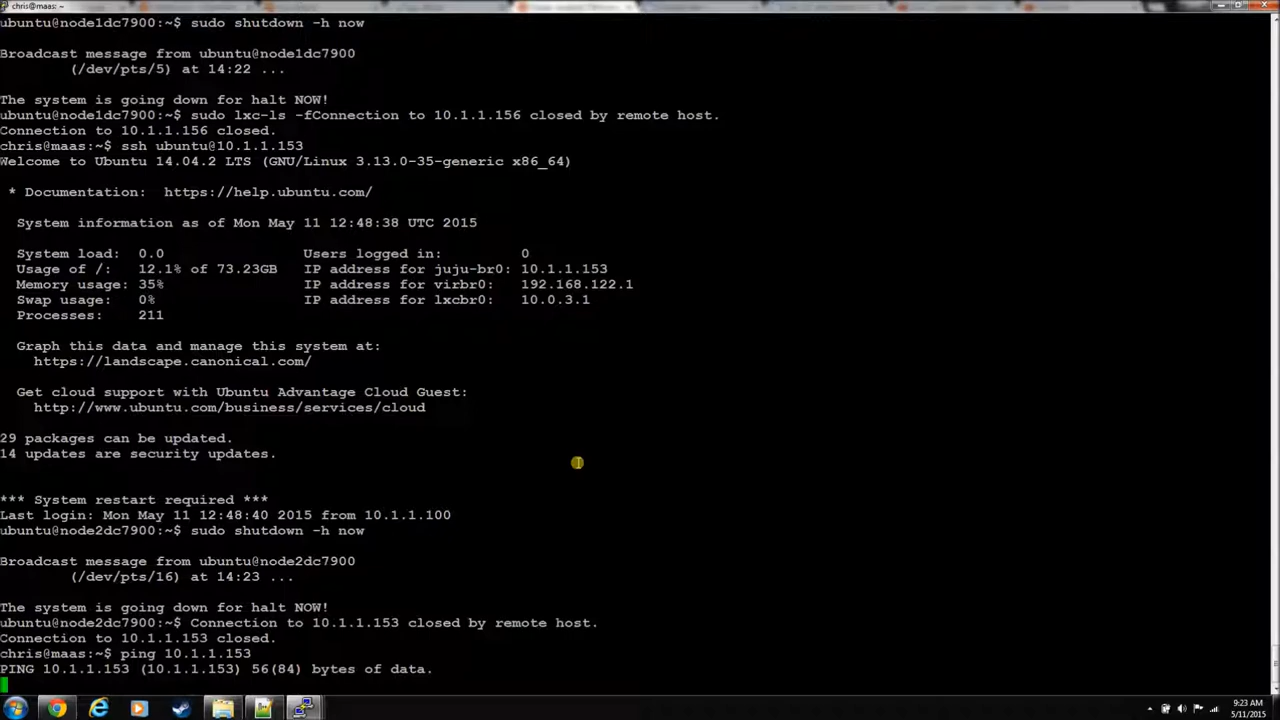 chris@maas: ~
ubuntu@node1dc7900:~$ sudo shutdown -h now
Broadcast message from ubuntu@node1dc7900
(/dev/pts/5) at 14:22 ...
The system is going down for halt NOW!
ubuntu@node1dc7900:~$ sudo lxc-ls -fConnection to 10.1.1.156 closed by remote host.
Connection to 10.1.1.156 closed.
chris@maas:~$ ssh ubuntu@10.1.1.153
Welcome to Ubuntu 14.04.2 LTS (GNU/Linux 3.13.0-35-generic x86_64)
* Documentation:  https://help.ubuntu.com/
System information as of Mon May 11 12:48:38 UTC 2015
System load:  0.0                Users logged in:       0
Usage of /:   12.1% of 73.23GB   IP address for juju-br0: 10.1.1.153
Memory usage: 35%                IP address for virbr0:   192.168.122.1
Swap usage:   0%                 IP address for lxcbr0:   10.0.3.1
Processes:    211
Graph this data and manage this system at:
https://landscape.canonical.com/
Get cloud support with Ubuntu Advantage Cloud Guest:
http://www.ubuntu.com/business/services/cloud
29 packages can be updated.
14 updates are security updates.
*** System restart required ***
Last login: Mon May 11 12:48:40 2015 from 10.1.1.100
ubuntu@node2dc7900:~$ sudo shutdown -h now
Broadcast message from ubuntu@node2dc7900
(/dev/pts/16) at 14:23 ...
The system is going down for halt NOW!
ubuntu@node2dc7900:~$ Connection to 10.1.1.153 closed by remote host.
Connection to 10.1.1.153 closed.
chris@maas:~$ ping 10.1.1.153
PING 10.1.1.153 (10.1.1.153) 56(84) bytes of data.
9:23 AM
5/11/2015